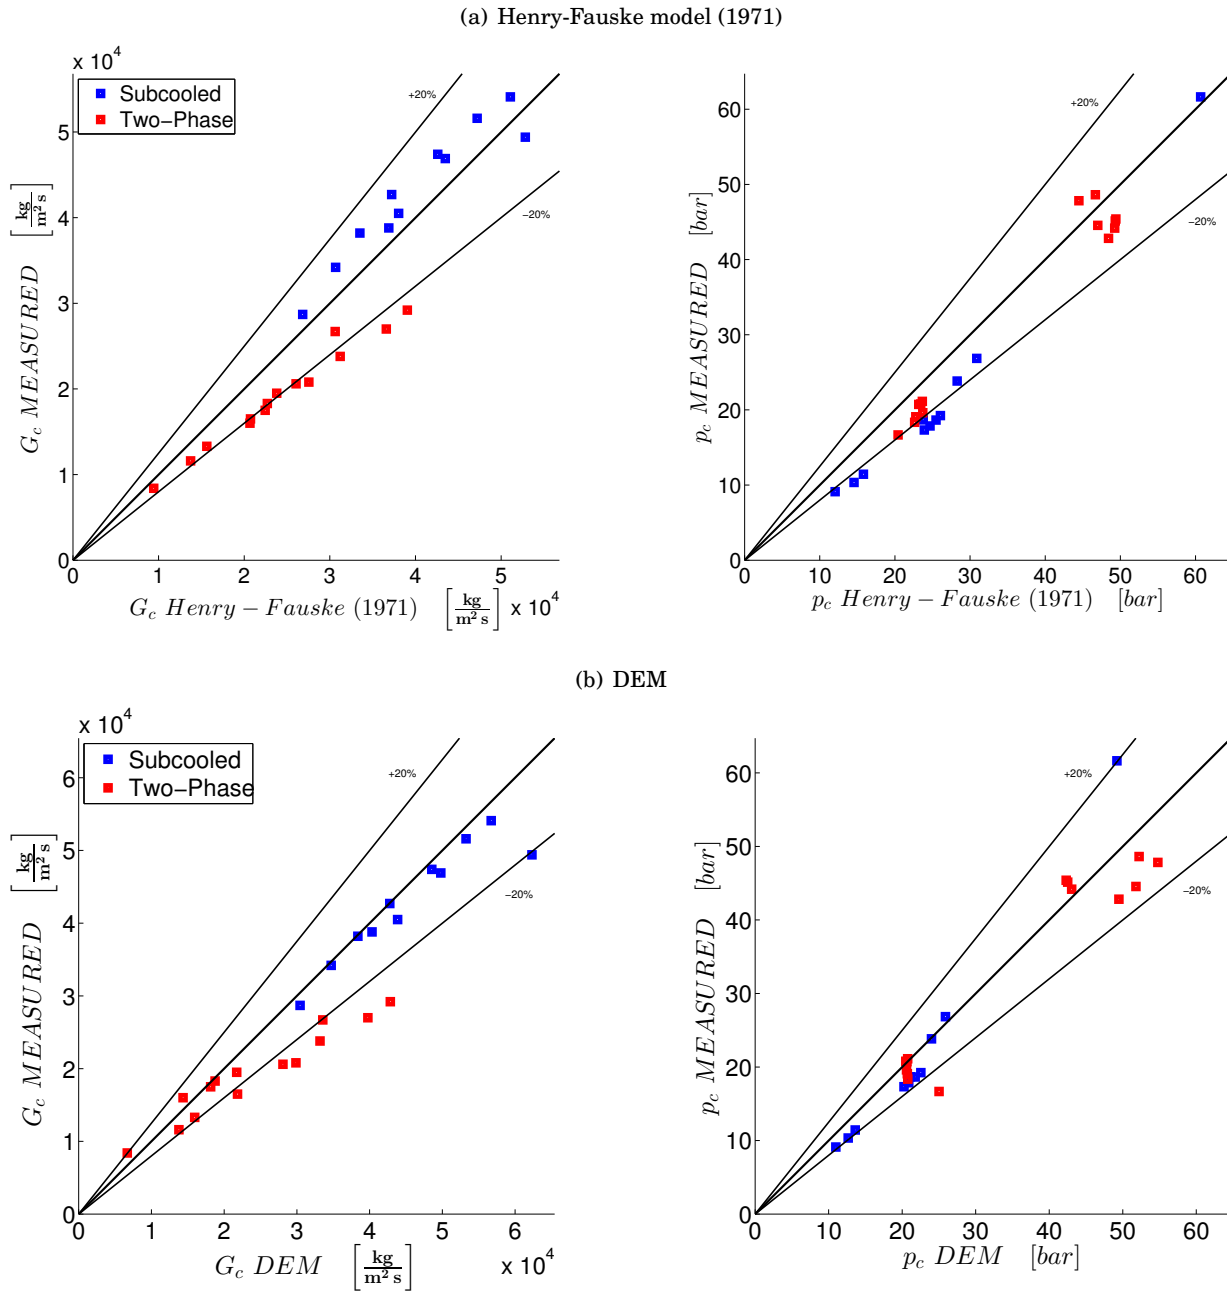 (a) Henry-Fauske model (1971)
x 10^4
Subcooled
Two-Phase
+20%
-20%
5
4
3
2
1
0
G_c MEASURED [kg/m² s]
0 1 2 3 4 5
G_c Henry-Fauske (1971) [kg/m² s] x 10^4
+20%
-20%
60
50
40
30
20
10
0
p_c MEASURED [bar]
10 20 30 40 50 60
p_c Henry-Fauske (1971) [bar]
(b) DEM
x 10^4
Subcooled
Two-Phase
+20%
-20%
6
5
4
3
2
1
0
G_c MEASURED [kg/m² s]
0 1 2 3 4 5 6
G_c DEM [kg/m² s] x 10^4
+20%
-20%
60
50
40
30
20
10
0
p_c MEASURED [bar]
0 10 20 30 40 50 60
p_c DEM [bar]